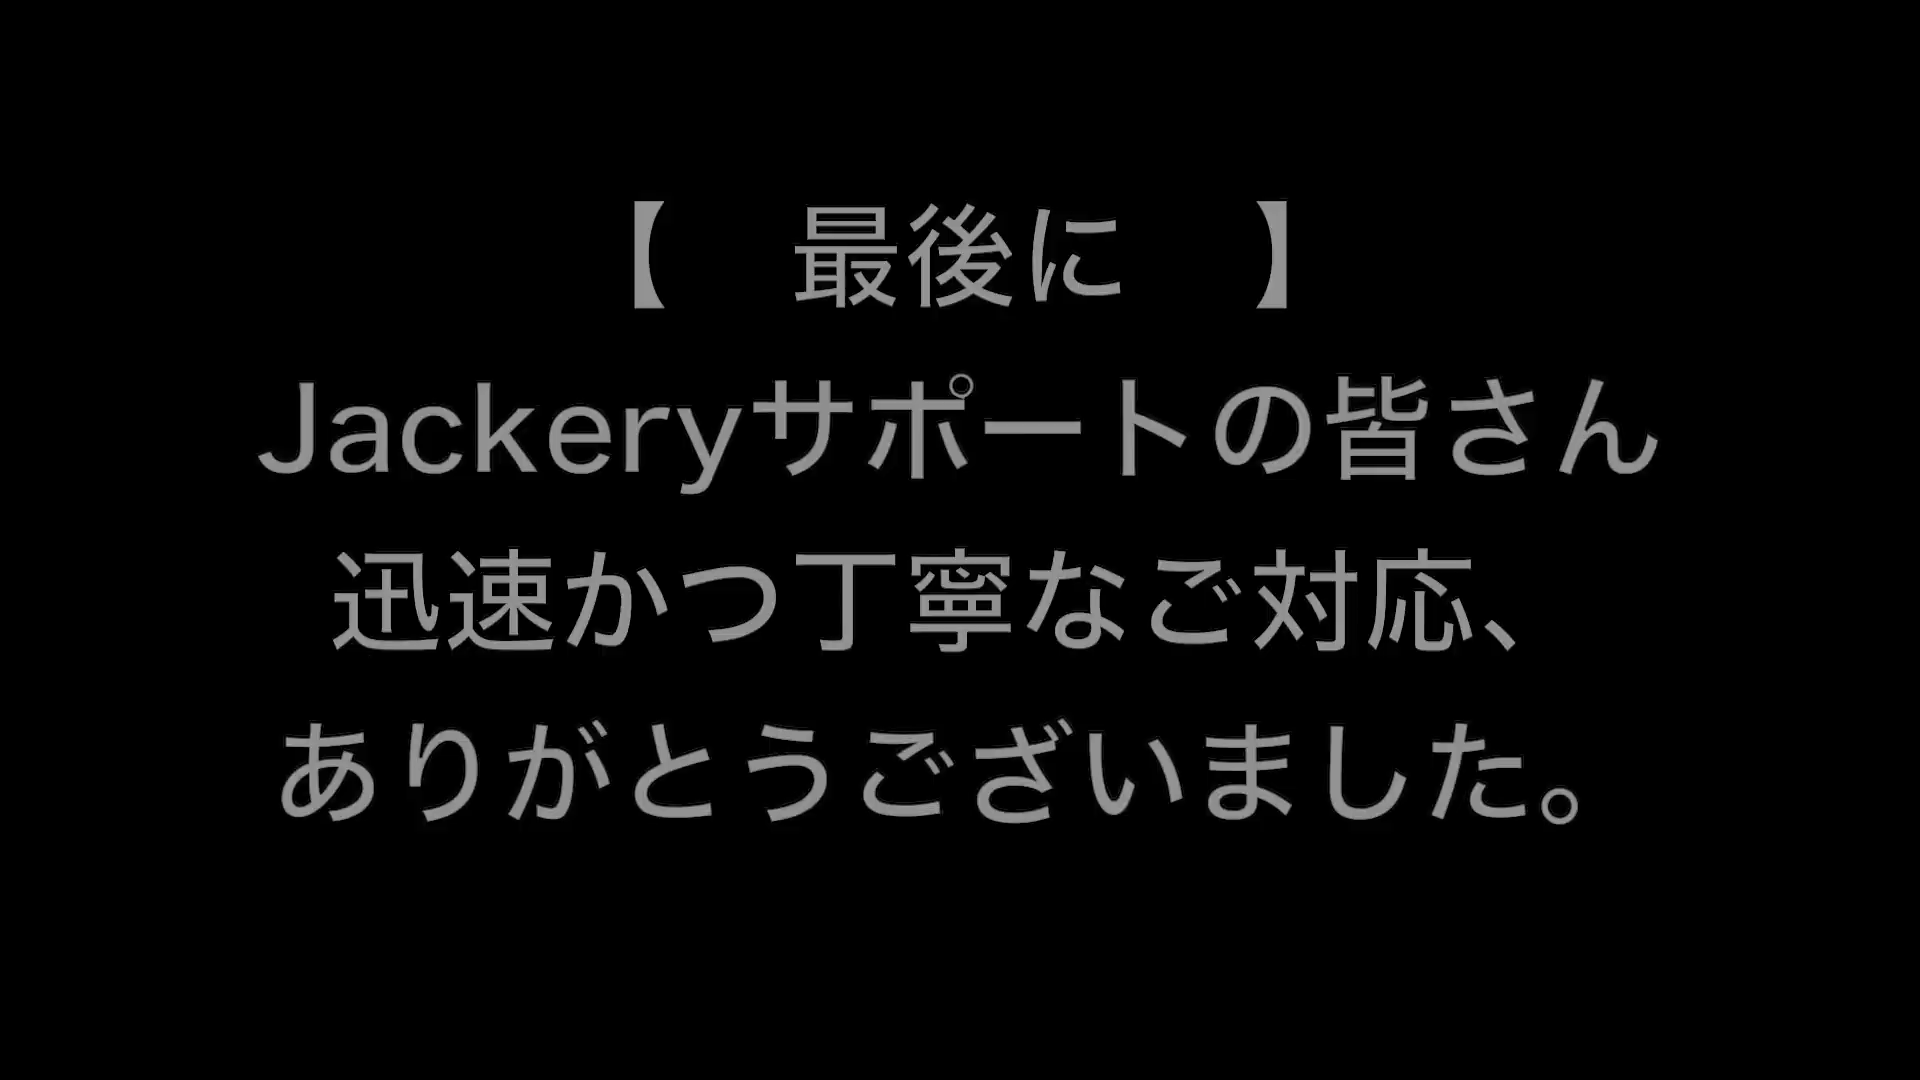 【　最後に　】
Jackeryサポートの皆さん
迅速かつ丁寧なご対応、
ありがとうございました。